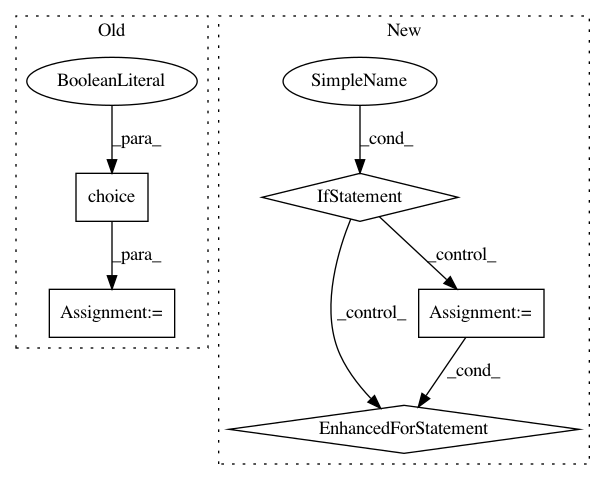 Old
New
BooleanLiteral
SimpleName
_para_
_cond_
choice
IfStatement
_para_
_control_
_control_
Assignment:=
Assignment:=
_cond_
EnhancedForStatement